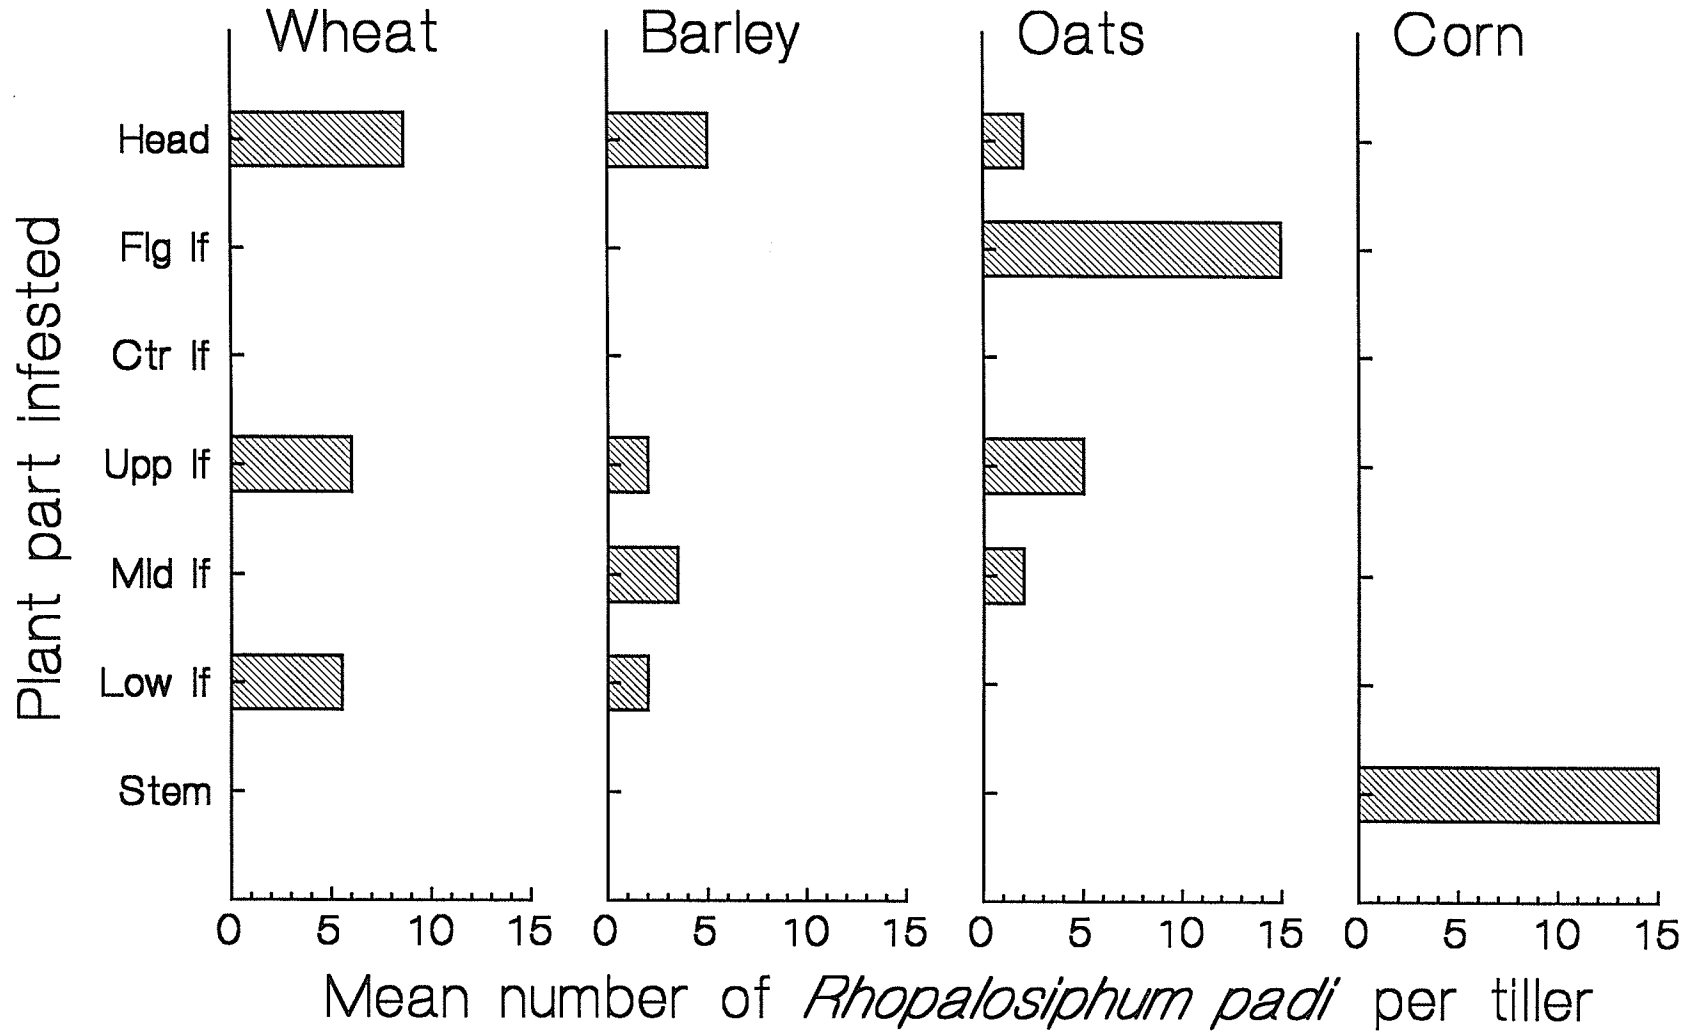 Wheat Barley Oats Corn
Plant part infested
Head
Flg lf
Ctr lf
Upp lf
Mld lf
Low lf
Stem
0 5 10 15 0 5 10 15 0 5 10 15 0 5 10 15
Mean number of Rhopalosiphum padi per tiller